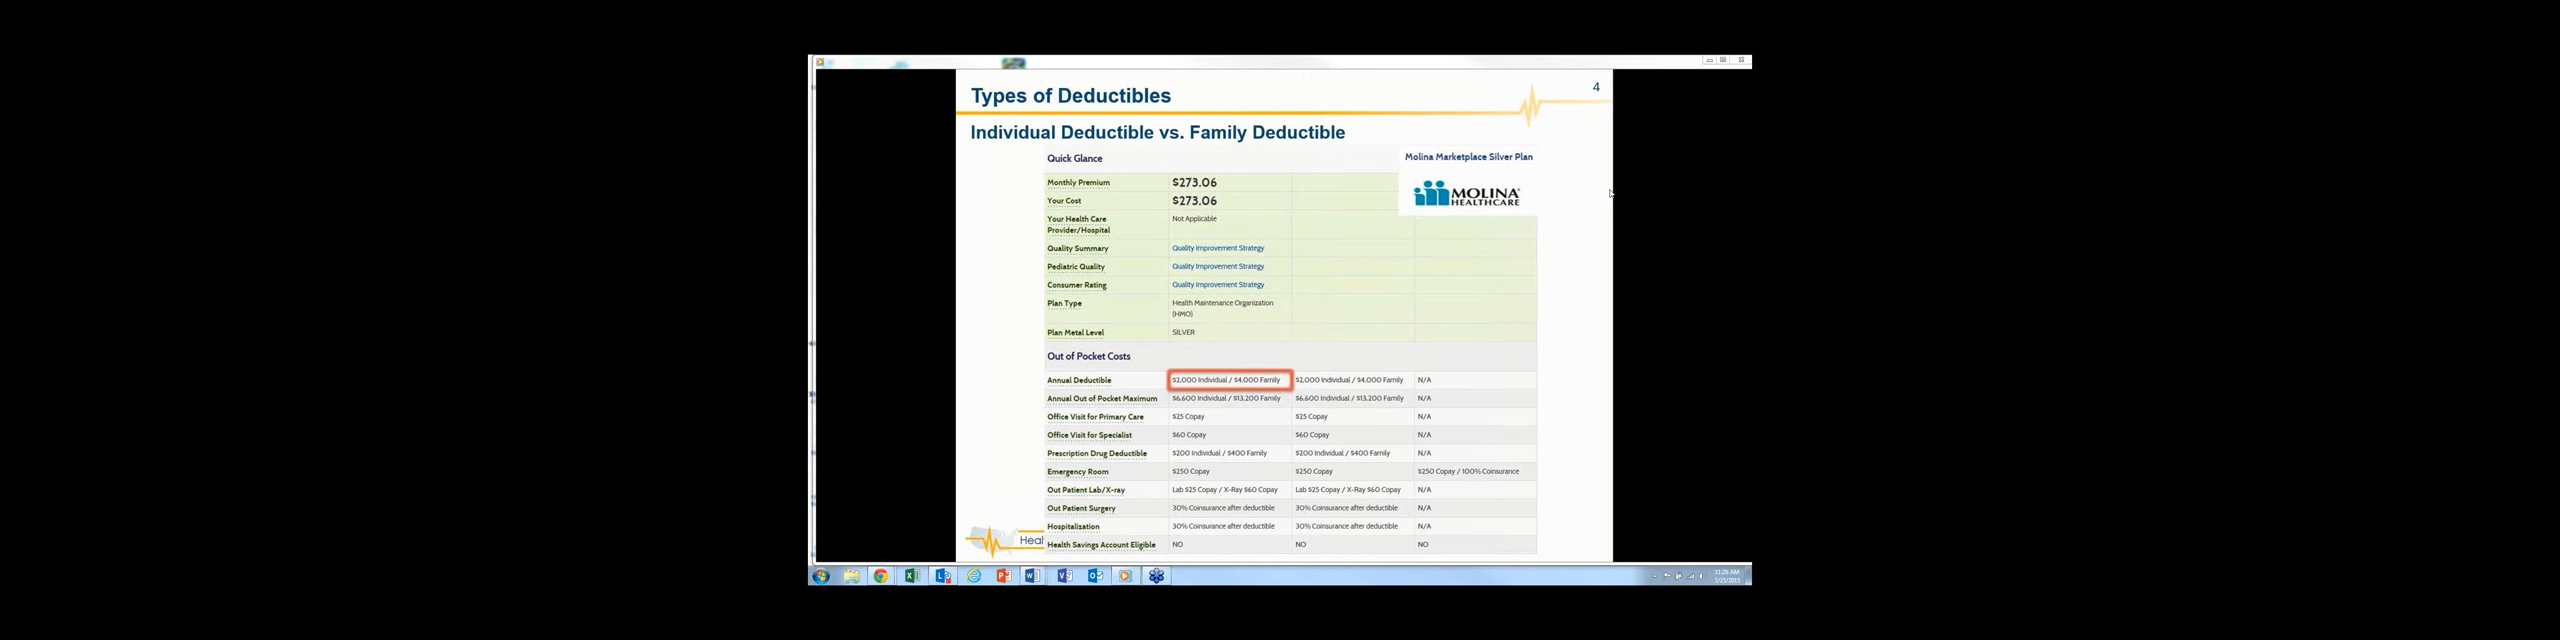 4
Types of Deductibles
Individual Deductible vs. Family Deductible
Quick Glance
Molina Marketplace Silver Plan
MOLINA
HEALTHCARE
Monthly Premium $273.06
Your Cost $273.06
Your Health Care Not Applicable
Provider/Hospital
Quality Summary Quality Improvement Strategy
Pediatric Quality Quality Improvement Strategy
Consumer Rating Quality Improvement Strategy
Plan Type Health Maintenance Organization
(HMO)
Plan Metal Level SILVER
Out of Pocket Costs
Annual Deductible $2,000 Individual / $4,000 Family $2,000 Individual / $4,000 Family N/A
Annual Out of Pocket Maximum $6,600 Individual / $13,200 Family $6,600 Individual / $13,200 Family N/A
Office Visit for Primary Care $25 Copay $25 Copay N/A
Office Visit for Specialist $60 Copay $60 Copay N/A
Prescription Drug Deductible $200 Individual / $400 Family $200 Individual / $400 Family N/A
Emergency Room $250 Copay $250 Copay $250 Copay / 100% Coinsurance
Out Patient Lab/X-ray Lab $25 Copay / X-Ray $60 Copay Lab $25 Copay / X-Ray $60 Copay N/A
Out Patient Surgery 30% Coinsurance after deductible 30% Coinsurance after deductible N/A
Hospitalization 30% Coinsurance after deductible 30% Coinsurance after deductible N/A
Heal
Health Savings Account Eligible NO NO NO
11:25 AM
3/25/2015